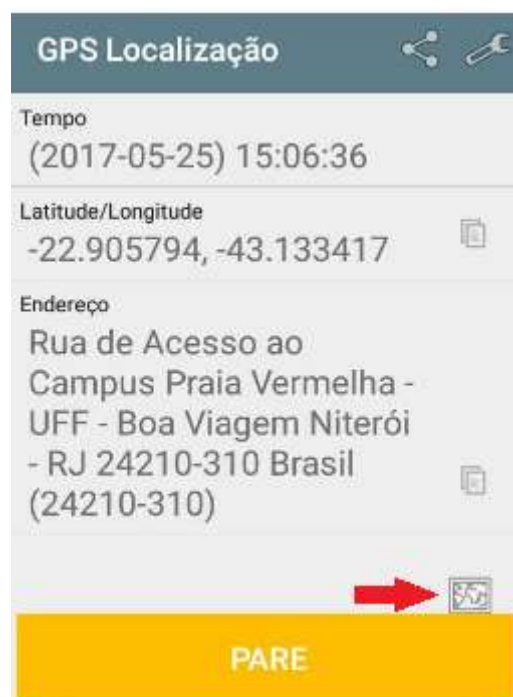 GPS Localização
Tempo
(2017-05-25) 15:06:36
Latitude/Longitude
-22.905794, -43.133417
Endereço
Rua de Acesso ao
Campus Praia Vermelha -
UFF - Boa Viagem Niterói
- RJ 24210-310 Brasil
(24210-310)
PARE